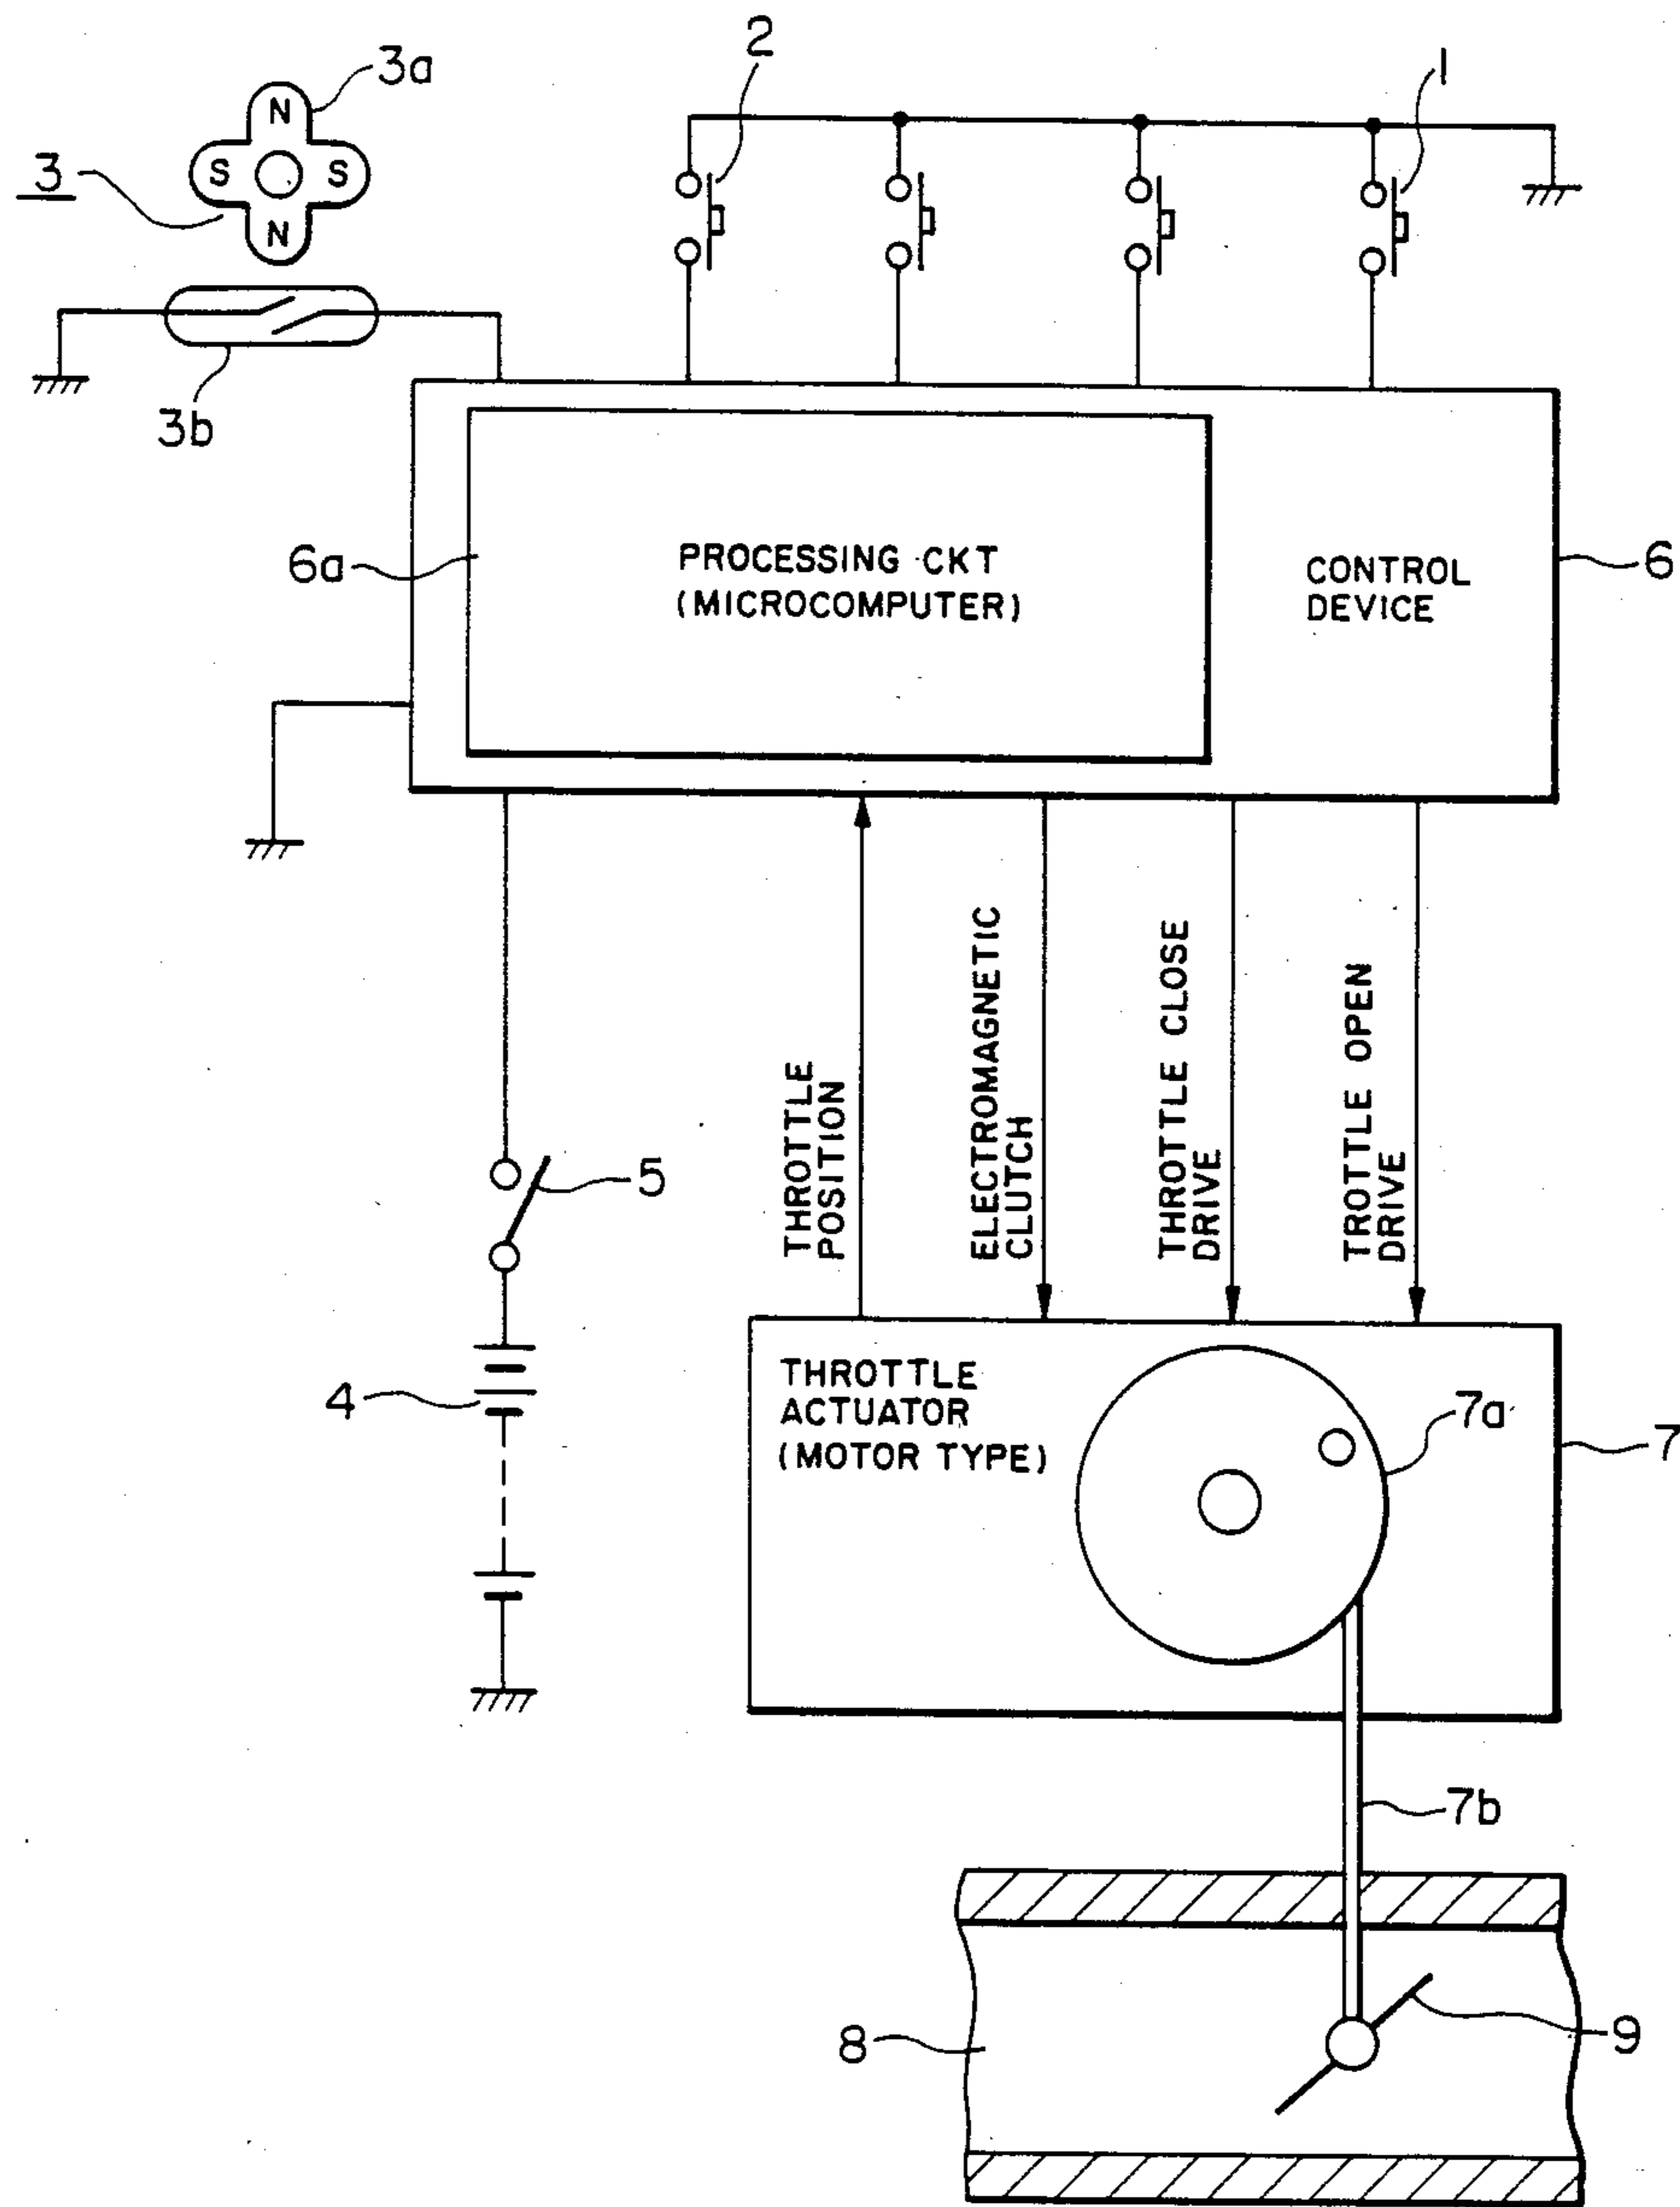 2
1
3a
N
S
S
N
3
3b
6a
PROCESSING CKT
(MICROCOMPUTER)
CONTROL
DEVICE
6
THROTTLE
POSITION
ELECTROMAGNETIC
CLUTCH
THROTTLE CLOSE
DRIVE
TROTTLE OPEN
DRIVE
5
4
THROTTLE
ACTUATOR
(MOTOR TYPE)
7a
7
7b
8
9